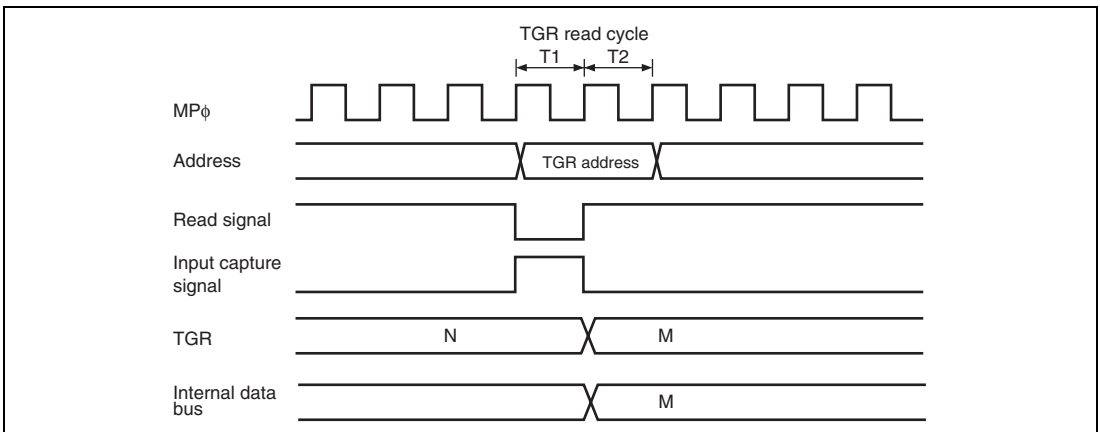 TGR read cycle
T1 T2
MPϕ
Address
TGR address
Read signal
Input capture
signal
TGR
N M
Internal data
bus
M